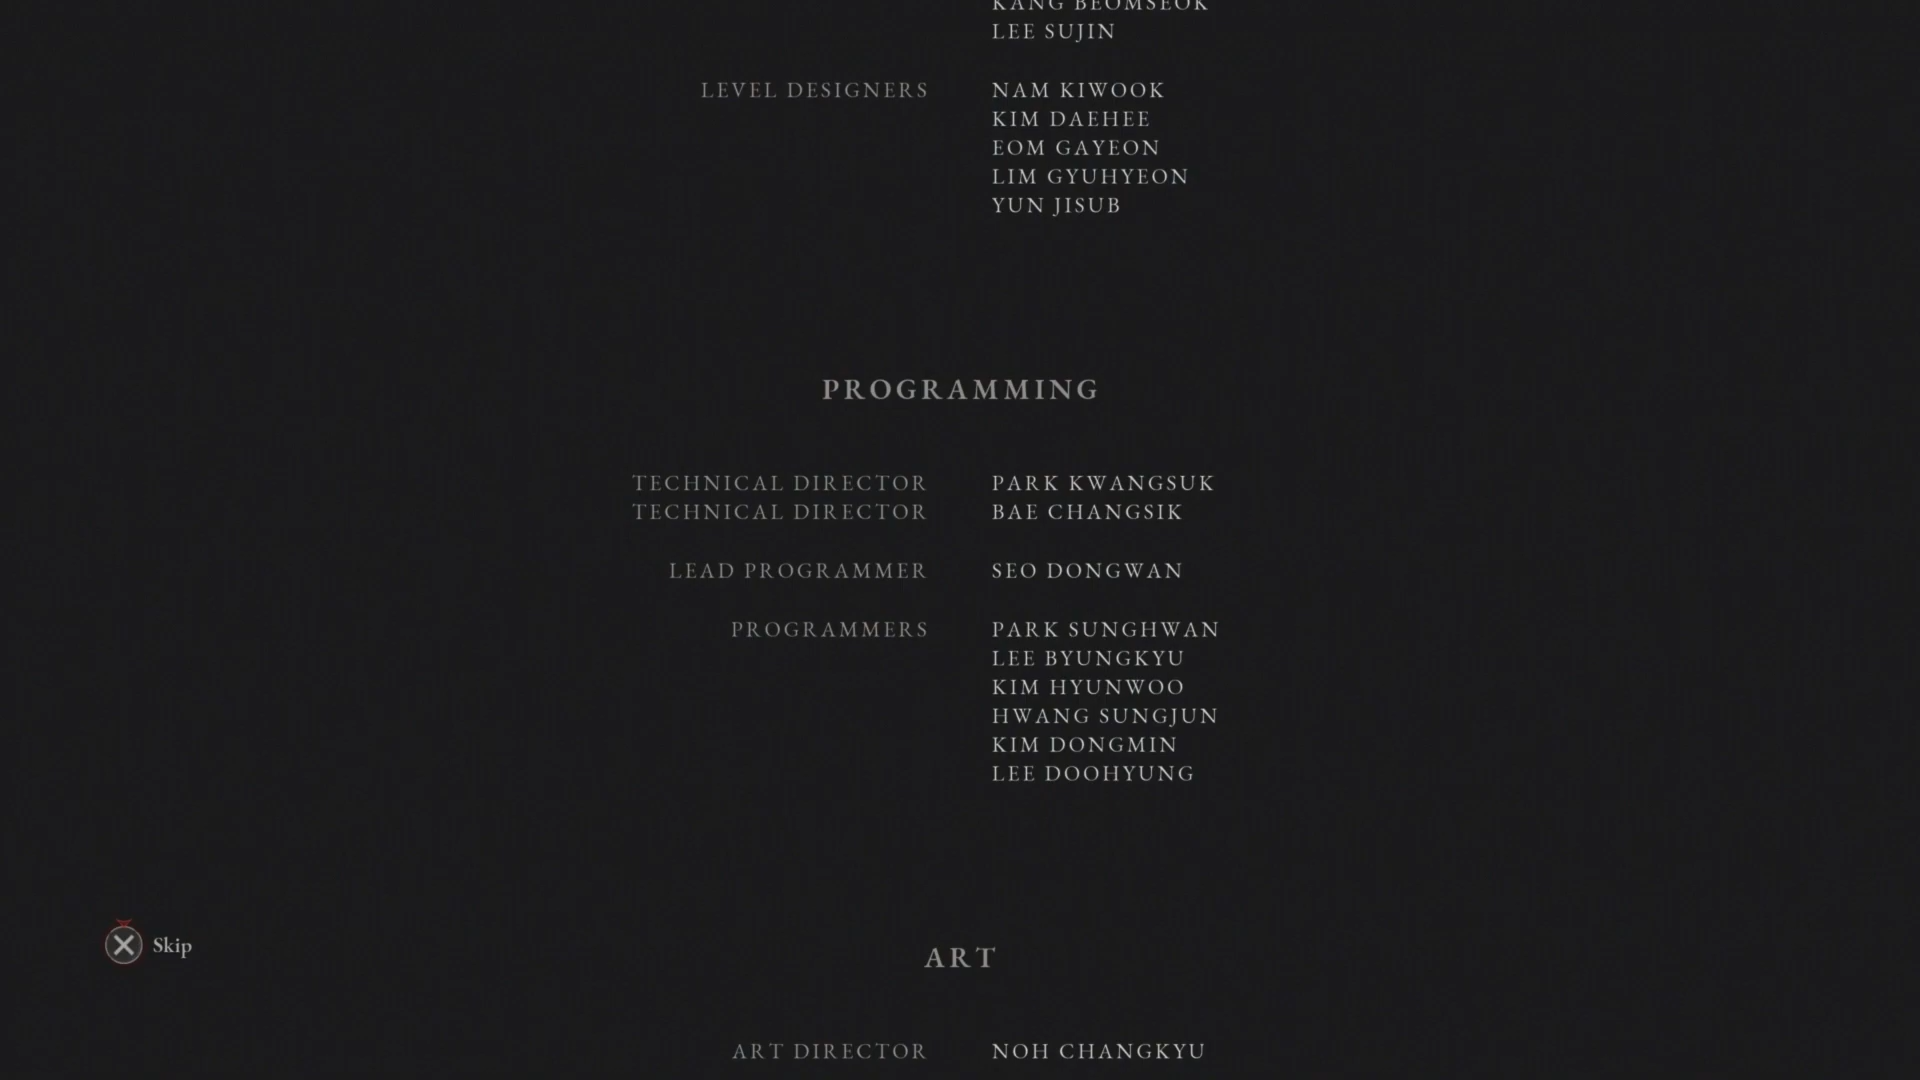 KANG BEOMSEOK
LEE SUJIN
LEVEL DESIGNERS NAM KIWOOK
KIM DAEHEE
EOM GAYEON
LIM GYUHYEON
YUN JISUB
PROGRAMMING
TECHNICAL DIRECTOR PARK KWANGSUK
TECHNICAL DIRECTOR BAE CHANGSIK
LEAD PROGRAMMER SEO DONGWAN
PROGRAMMERS PARK SUNGHWAN
LEE BYUNGKYU
KIM HYUNWOO
HWANG SUNGJUN
KIM DONGMIN
LEE DOOHYUNG
Skip
ART
ART DIRECTOR NOH CHANGKYU